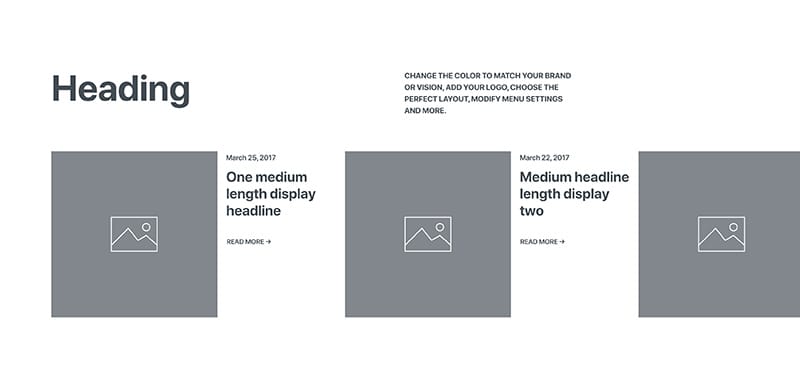 Heading
CHANGE THE COLOR TO MATCH YOUR BRAND
OR VISION, ADD YOUR LOGO, CHOOSE THE
PERFECT LAYOUT, MODIFY MENU SETTINGS
AND MORE.
March 25, 2017
One medium
length display
headline
READ MORE →
March 22, 2017
Medium headline
length display
two
READ MORE →